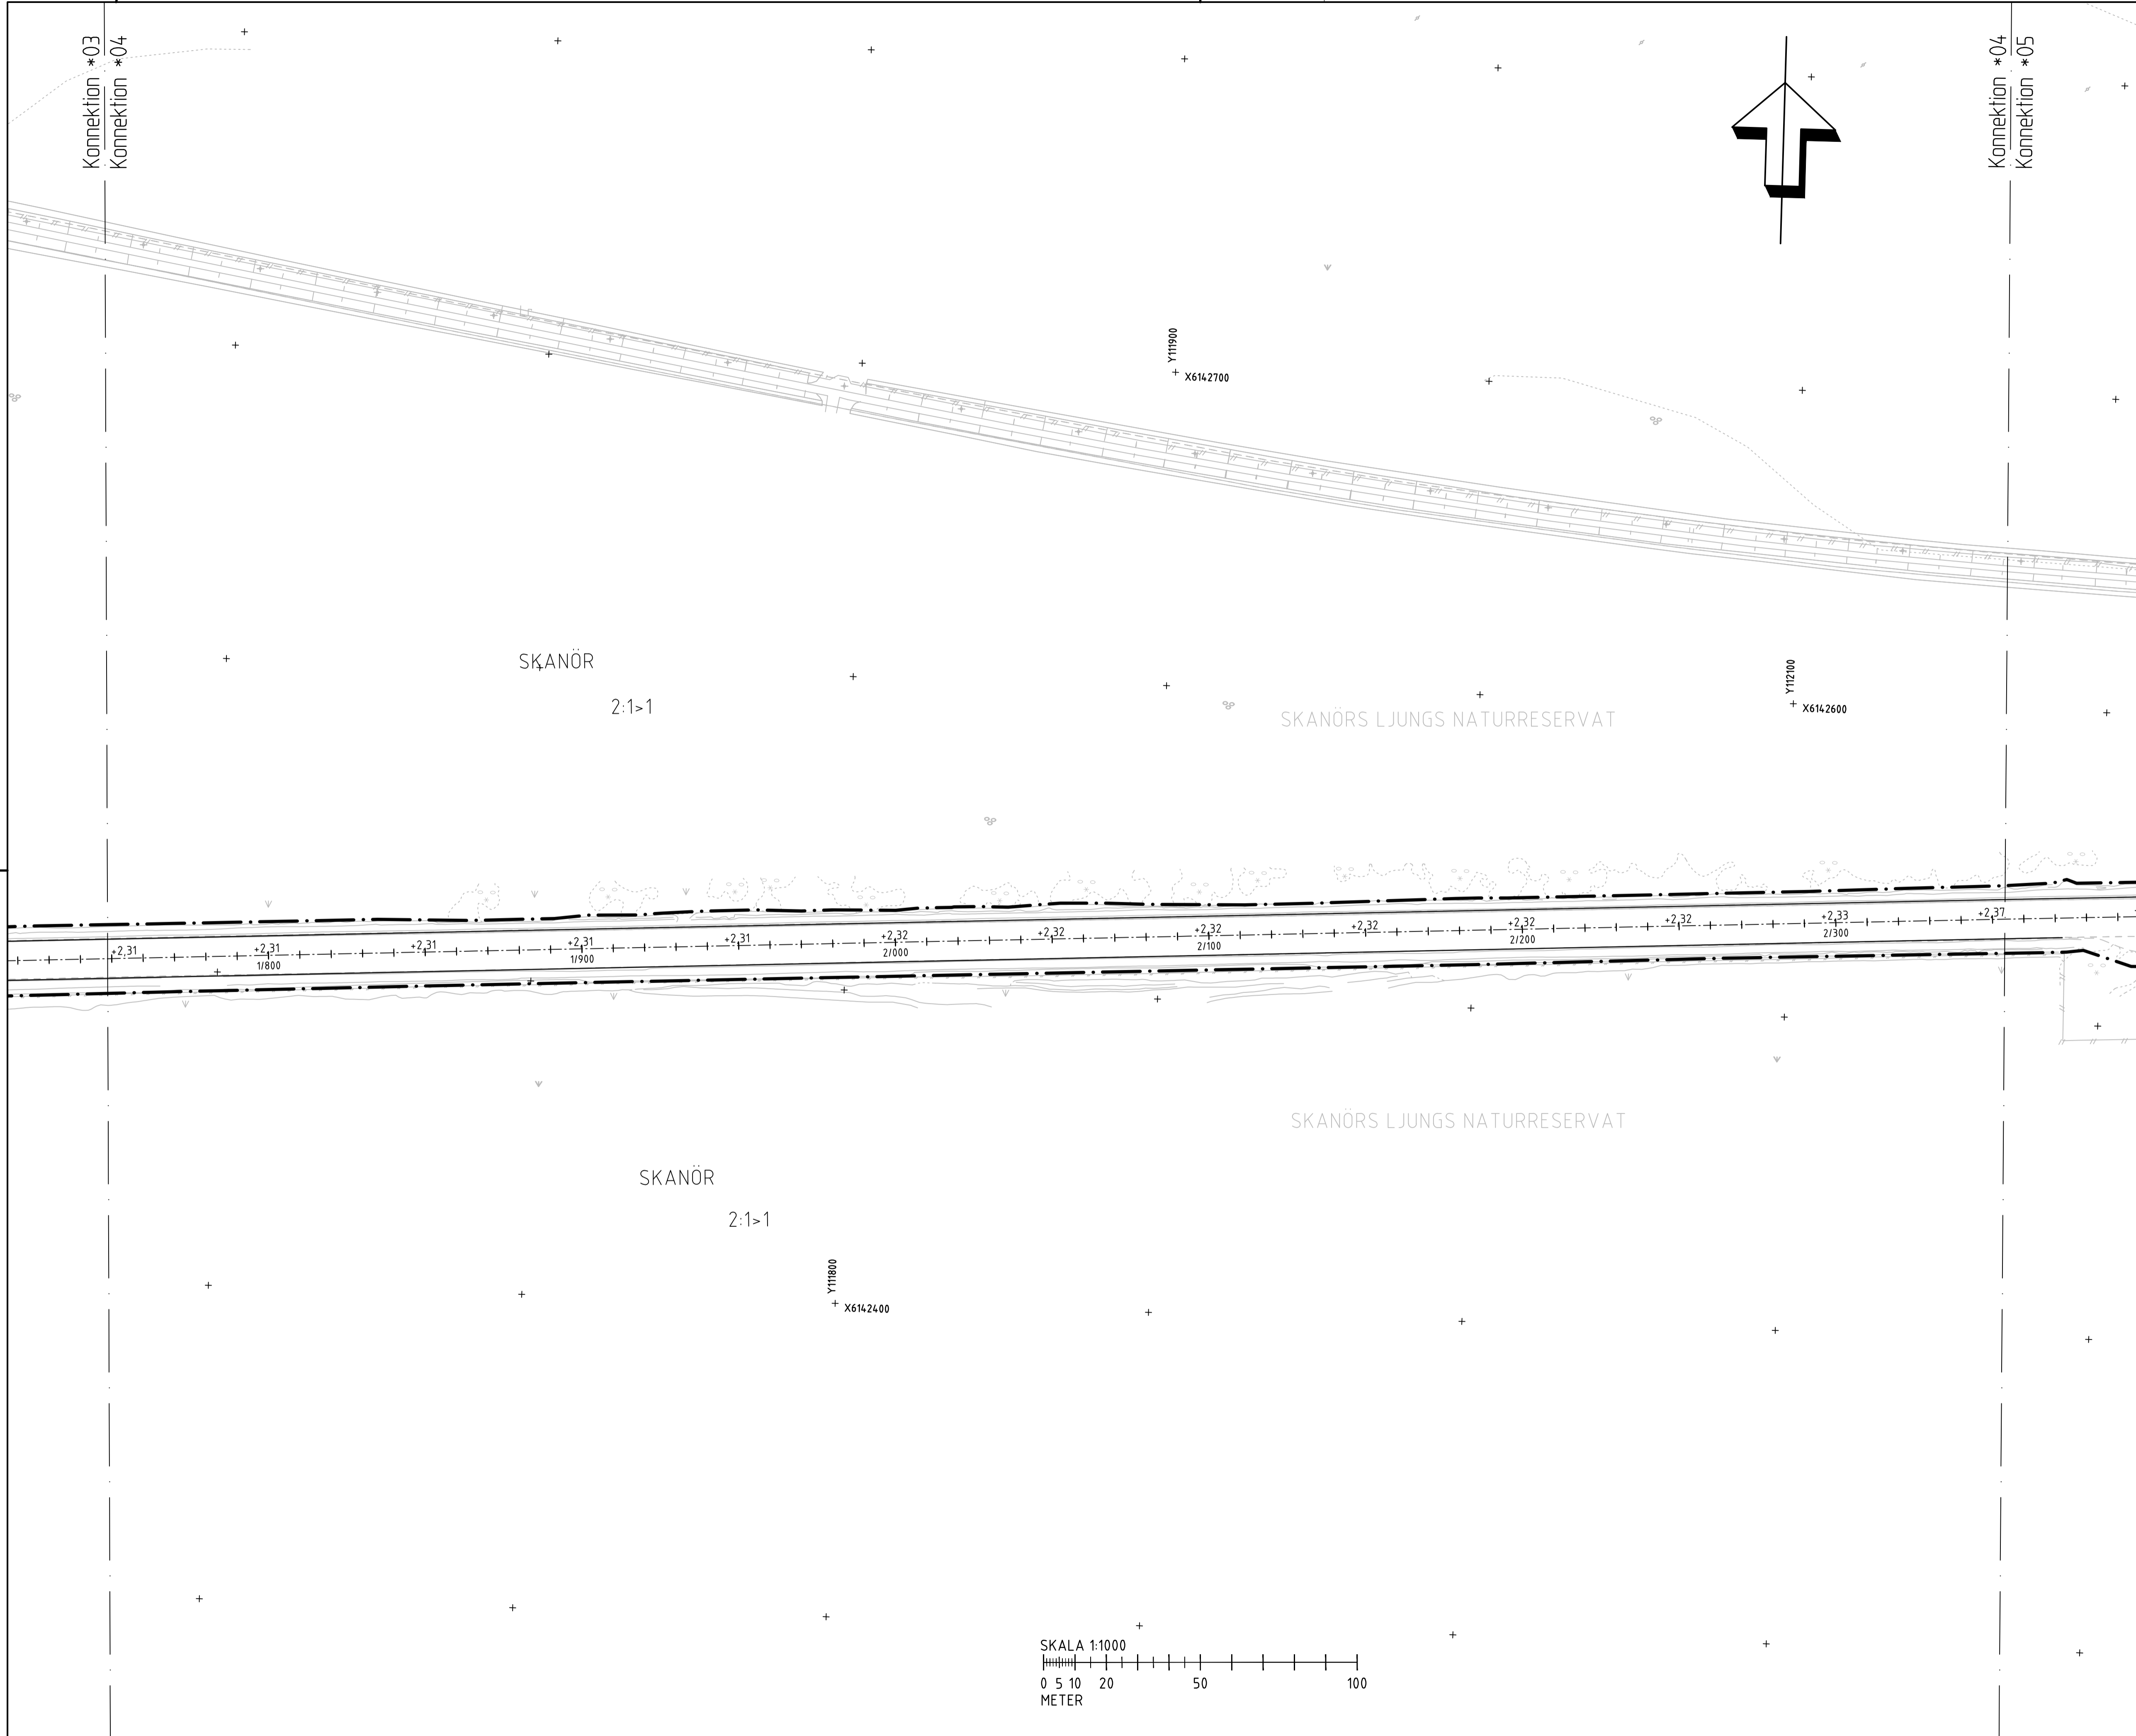 Konnektion *03
Konnektion *04
Konnektion *04
Konnektion *05
Y111900
X6142700
SKANÖR
2:1>1
SKANÖRS LJUNGS NATURRESERVAT
Y112100
X6142600
+2,31
+2,31
1/800
+2,31
+2,31
1/900
+2,31
+2,32
2/000
+2,32
+2,32
2/100
+2,32
+2,32
2/200
+2,32
+2,33
2/300
+2,37
SKANÖRS LJUNGS NATURRESERVAT
SKANÖR
2:1>1
Y111800
X6142400
SKALA 1:1000
0 5 10 20 50 100
METER